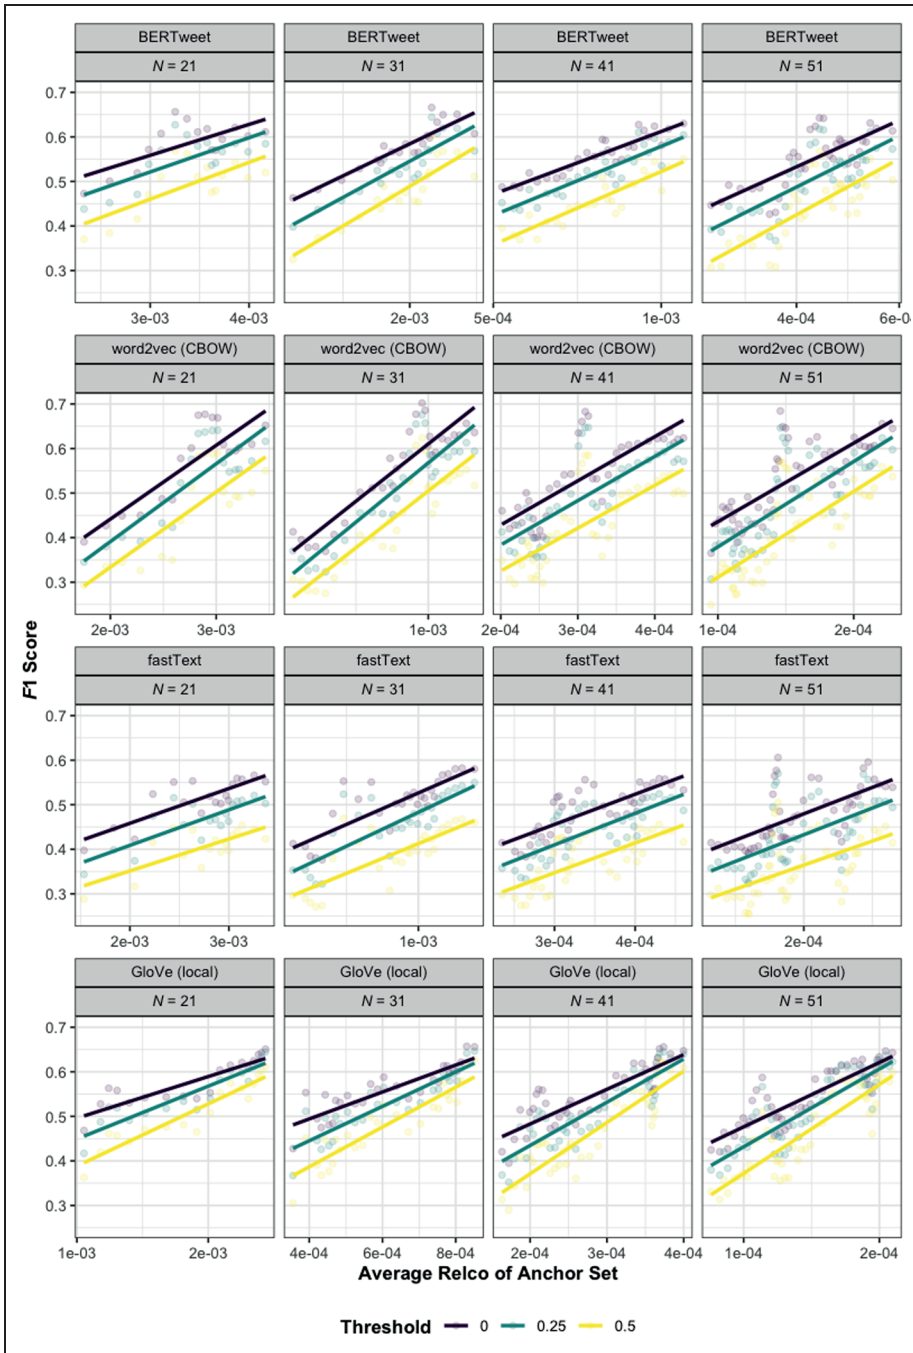 BERTweet BERTweet BERTweet BERTweet
N = 21 N = 31 N = 41 N = 51
0.7
0.6
0.5
0.4
0.3
3e-03 4e-03 2e-03 5e-04 1e-03 4e-04 6e-0
word2vec (CBOW) word2vec (CBOW) word2vec (CBOW) word2vec (CBOW)
N = 21 N = 31 N = 41 N = 51
0.7
0.6
0.5
0.4
0.3
2e-03 3e-03 1e-03 2e-04 3e-04 4e-04 1e-04 2e-04
F1 Score
fastText fastText fastText fastText
N = 21 N = 31 N = 41 N = 51
0.7
0.6
0.5
0.4
0.3
2e-03 3e-03 1e-03 3e-04 4e-04 2e-04
GloVe (local) GloVe (local) GloVe (local) GloVe (local)
N = 21 N = 31 N = 41 N = 51
0.7
0.6
0.5
0.4
0.3
1e-03 2e-03 4e-04 6e-04 8e-04 2e-04 3e-04 4e-04 1e-04 2e-04
Average Relco of Anchor Set
Threshold 0 0.25 0.5